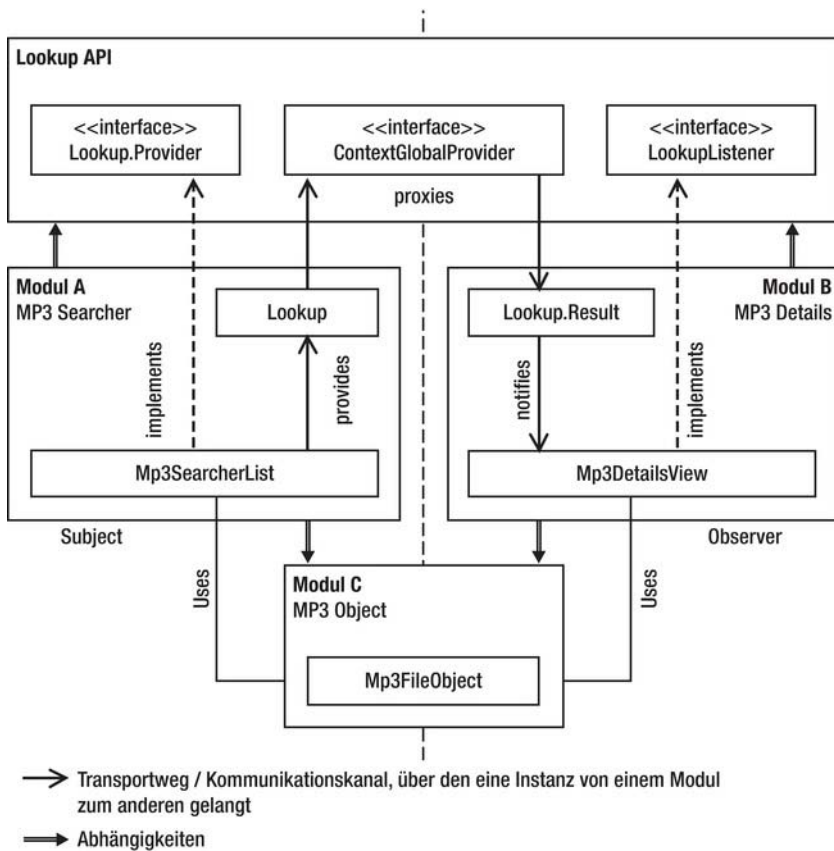 Lookup API
<<interface>>
Lookup.Provider
<<interface>>
ContextGlobalProvider
<<interface>>
LookupListener
proxies
Modul A
MP3 Searcher
Lookup
implements
provides
Mp3SearcherList
Subject
Modul B
MP3 Details
Lookup.Result
notifies
implements
Mp3DetailsView
Observer
Uses
Modul C
MP3 Object
Mp3FileObject
Uses
Transportweg / Kommunikationskanal, über den eine Instanz von einem Modul
zum anderen gelangt
Abhängigkeiten